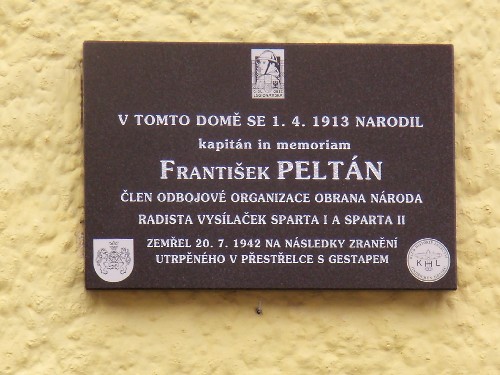 V TOMTO DOMĚ SE 1. 4. 1913 NARODIL
kapitán in memoriam
FRANTIŠEK PELTÁN
ČLEN ODBOJOVÉ ORGANIZACE OBRANA NÁRODA
RADISTA VYSÍLAČEK SPARTA I A SPARTA II
ZEMŘEL 20. 7. 1942 NA NÁSLEDKY ZRANĚNÍ
UTRPĚNÉHO V PŘESTŘELCE S GESTAPEM
KHL